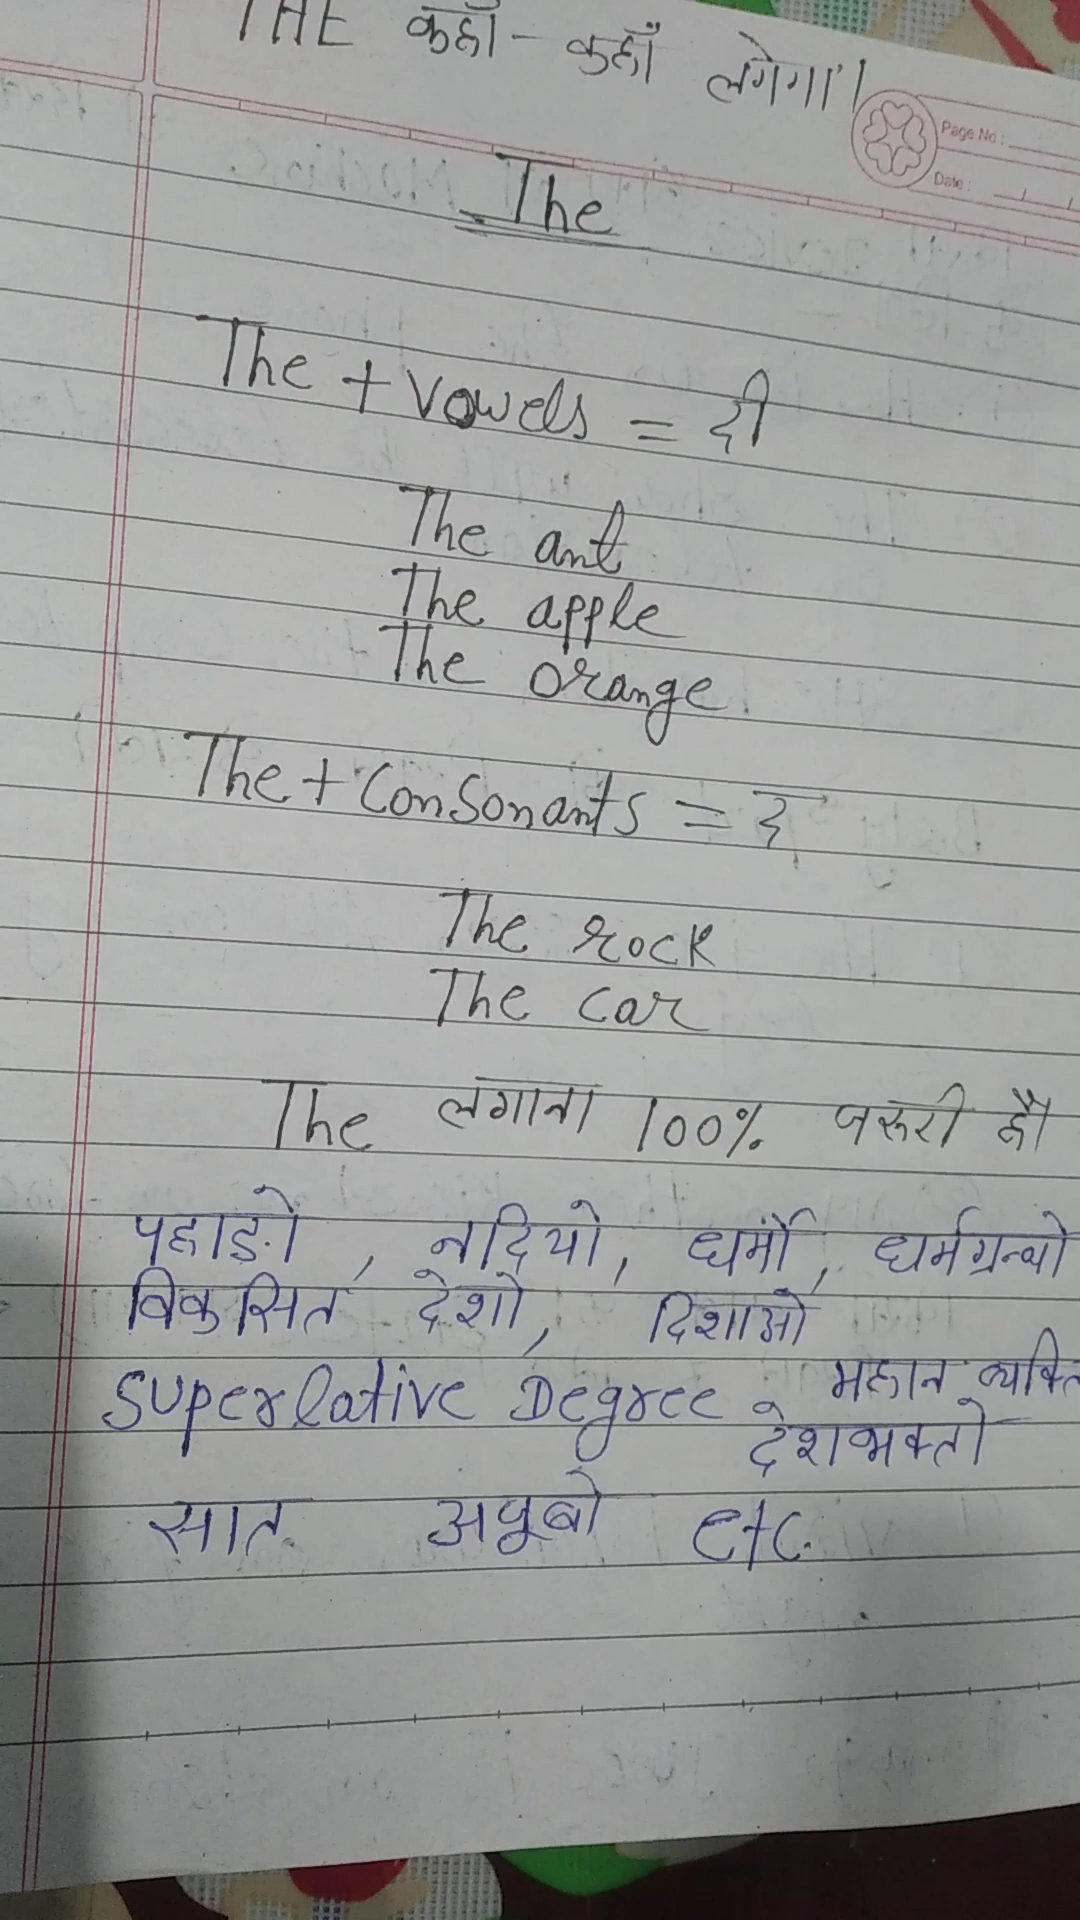 THE कहाँ - कहाँ लगेगा।
Page No:
Date:
The
The + Vowels = दी
The ant
The apple
The orange
The + Consonants = द
The rock
The car
The लगाना 100% जरूरी है
पहाड़ो, नदियो, धर्मो, धर्मग्रन्थो
विकसित देशो, दिशाओ
Superlative Degree महान व्यक्ति
देशभक्तो
सात etc.